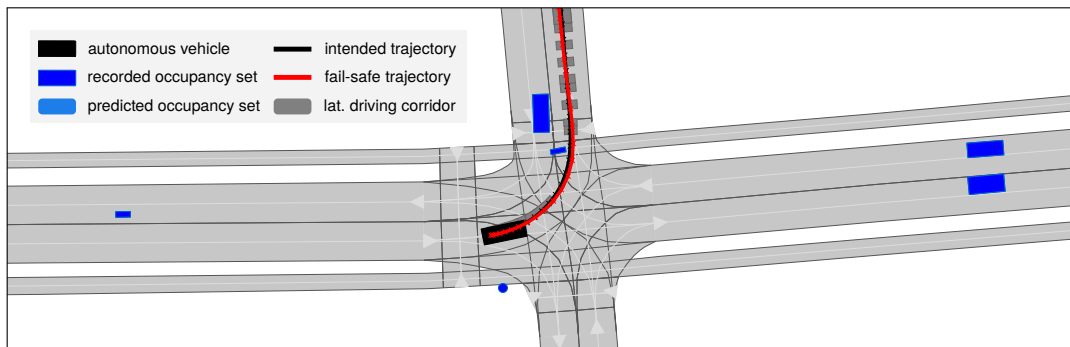 autonomous vehicle
recorded occupancy set
predicted occupancy set
intended trajectory
fail-safe trajectory
lat. driving corridor